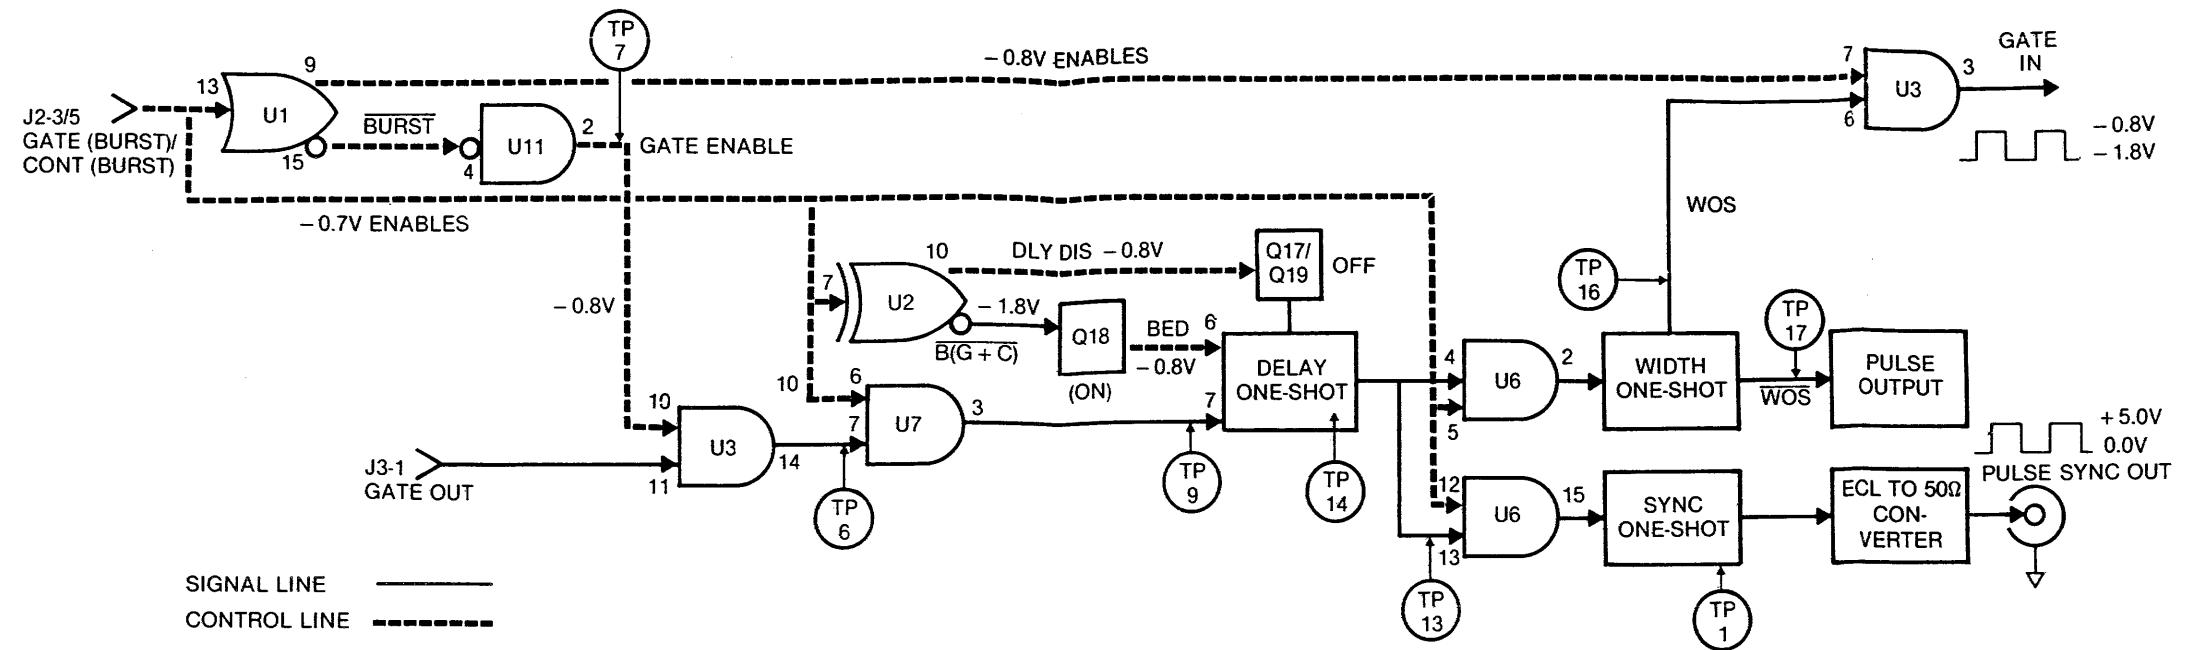 TP
7
– 0.8V ENABLES
GATE
IN
9
13
U1
BURST
15
J2-3/5
GATE (BURST)/
CONT (BURST)
4
U11
2
GATE ENABLE
7
6
U3
3
– 0.8V
– 1.8V
– 0.7V ENABLES
WOS
10
DLY DIS – 0.8V
Q17/
Q19
OFF
7
U2
– 1.8V
B(G + C)
Q18
(ON)
BED
– 0.8V
6
TP
16
TP
17
– 0.8V
DELAY
ONE-SHOT
7
4
5
U6
2
WIDTH
ONE-SHOT
WOS
PULSE
OUTPUT
10
6
7
U7
3
10
11
U3
14
J3-1
GATE OUT
TP
6
TP
9
TP
14
12
13
U6
15
SYNC
ONE-SHOT
ECL TO 50Ω
CON-
VERTER
+ 5.0V
0.0V
PULSE SYNC OUT
TP
13
TP
1
SIGNAL LINE
CONTROL LINE